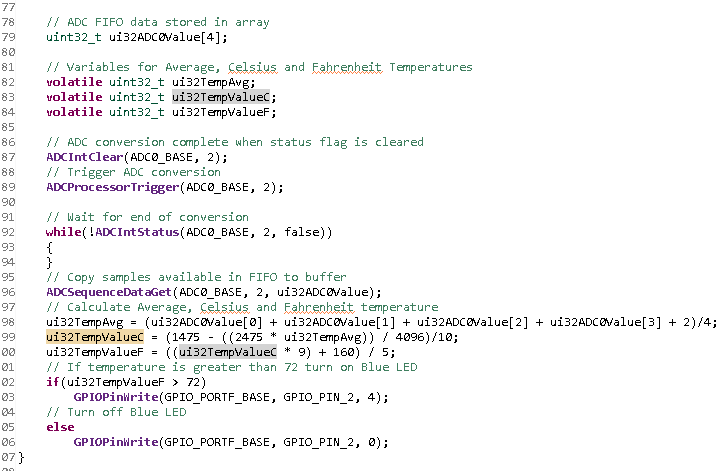 77
78 // ADC FIFO data stored in array
79 uint32_t ui32ADC0Value[4];
80
81 // Variables for Average, Celsius and Fahrenheit Temperatures
82 volatile uint32_t ui32TempAvg;
83 volatile uint32_t ui32TempValueC;
84 volatile uint32_t ui32TempValueF;
85
86 // ADC conversion complete when status flag is cleared
87 ADCIntClear(ADC0_BASE, 2);
88 // Trigger ADC conversion
89 ADCProcessorTrigger(ADC0_BASE, 2);
90
91 // Wait for end of conversion
92 while(!ADCIntStatus(ADC0_BASE, 2, false))
93 {
94 }
95 // Copy samples available in FIFO to buffer
96 ADCSequenceDataGet(ADC0_BASE, 2, ui32ADC0Value);
97 // Calculate Average, Celsius and Fahrenheit temperature
98 ui32TempAvg = (ui32ADC0Value[0] + ui32ADC0Value[1] + ui32ADC0Value[2] + ui32ADC0Value[3] + 2)/4;
99 ui32TempValueC = (1475 - ((2475 * ui32TempAvg)) / 4096)/10;
00 ui32TempValueF = ((ui32TempValueC * 9) + 160) / 5;
01 // If temperature is greater than 72 turn on Blue LED
02 if(ui32TempValueF > 72)
03 GPIOPinWrite(GPIO_PORTF_BASE, GPIO_PIN_2, 4);
04 // Turn off Blue LED
05 else
06 GPIOPinWrite(GPIO_PORTF_BASE, GPIO_PIN_2, 0);
07 }